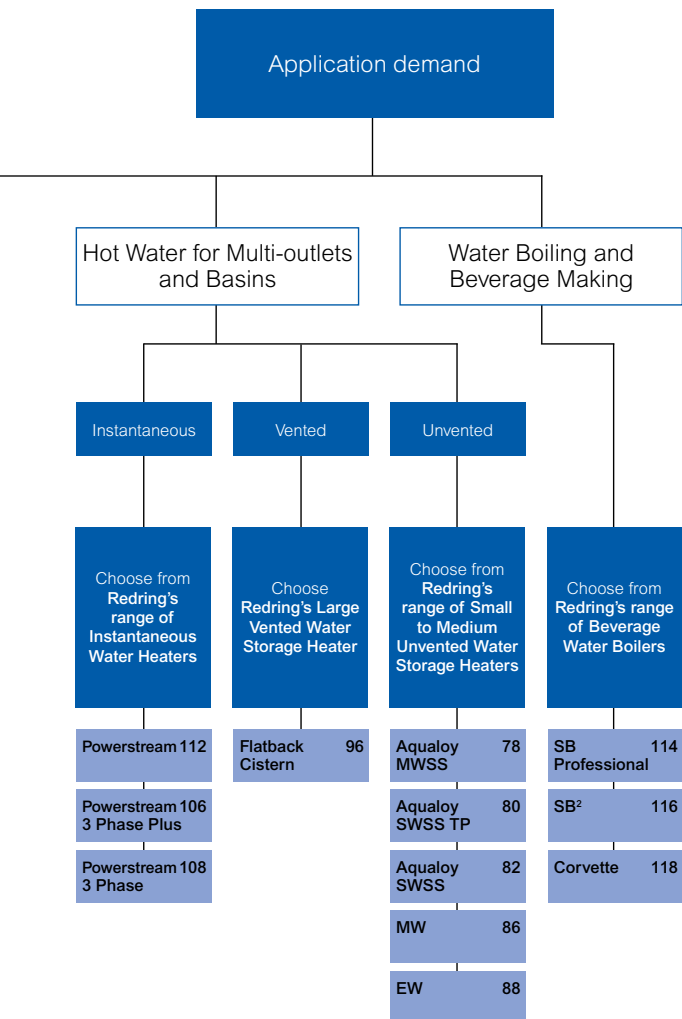 Application demand
Hot Water for Multi-outlets
and Basins
Water Boiling and
Beverage Making
Instantaneous
Vented
Unvented
Choose from
Redring's
range of
Instantaneous
Water Heaters
Choose
Redring's Large
Vented Water
Storage Heater
Choose from
Redring's
range of Small
to Medium
Unvented Water
Storage Heaters
Choose from
Redring's range
of Beverage
Water Boilers
Powerstream 112
Powerstream 106
3 Phase Plus
Powerstream 108
3 Phase
Flatback 96
Cistern
Aqualoy 78
MWSS
Aqualoy 80
SWSS TP
Aqualoy 82
SWSS
MW 86
EW 88
SB 114
Professional
SB² 116
Corvette 118